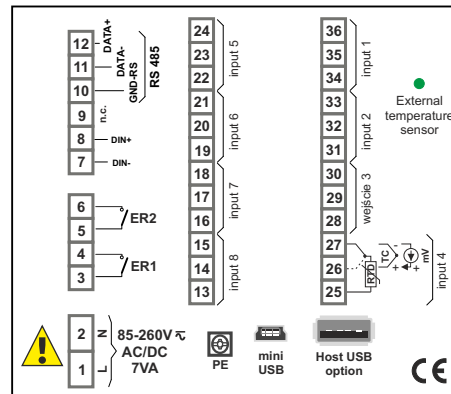 12 DATA+
11 DATA-
10 GND-RS
RS 485
9 n.c.
8 DIN+
7 DIN-
6
5
ER2
4
3
ER1
2 N
1 L
85-260V
AC/DC
7VA
24
23
22
input 5
21
20
19
input 6
18
17
16
input 7
15
14
13
input 8
36
35
34
input 1
33
32
31
input 2
30
29
28
wejście 3
27
26
25
RTD
TC
- +
+
mV
input 4
External
temperature
sensor
PE
mini
USB
Host USB
option
CE